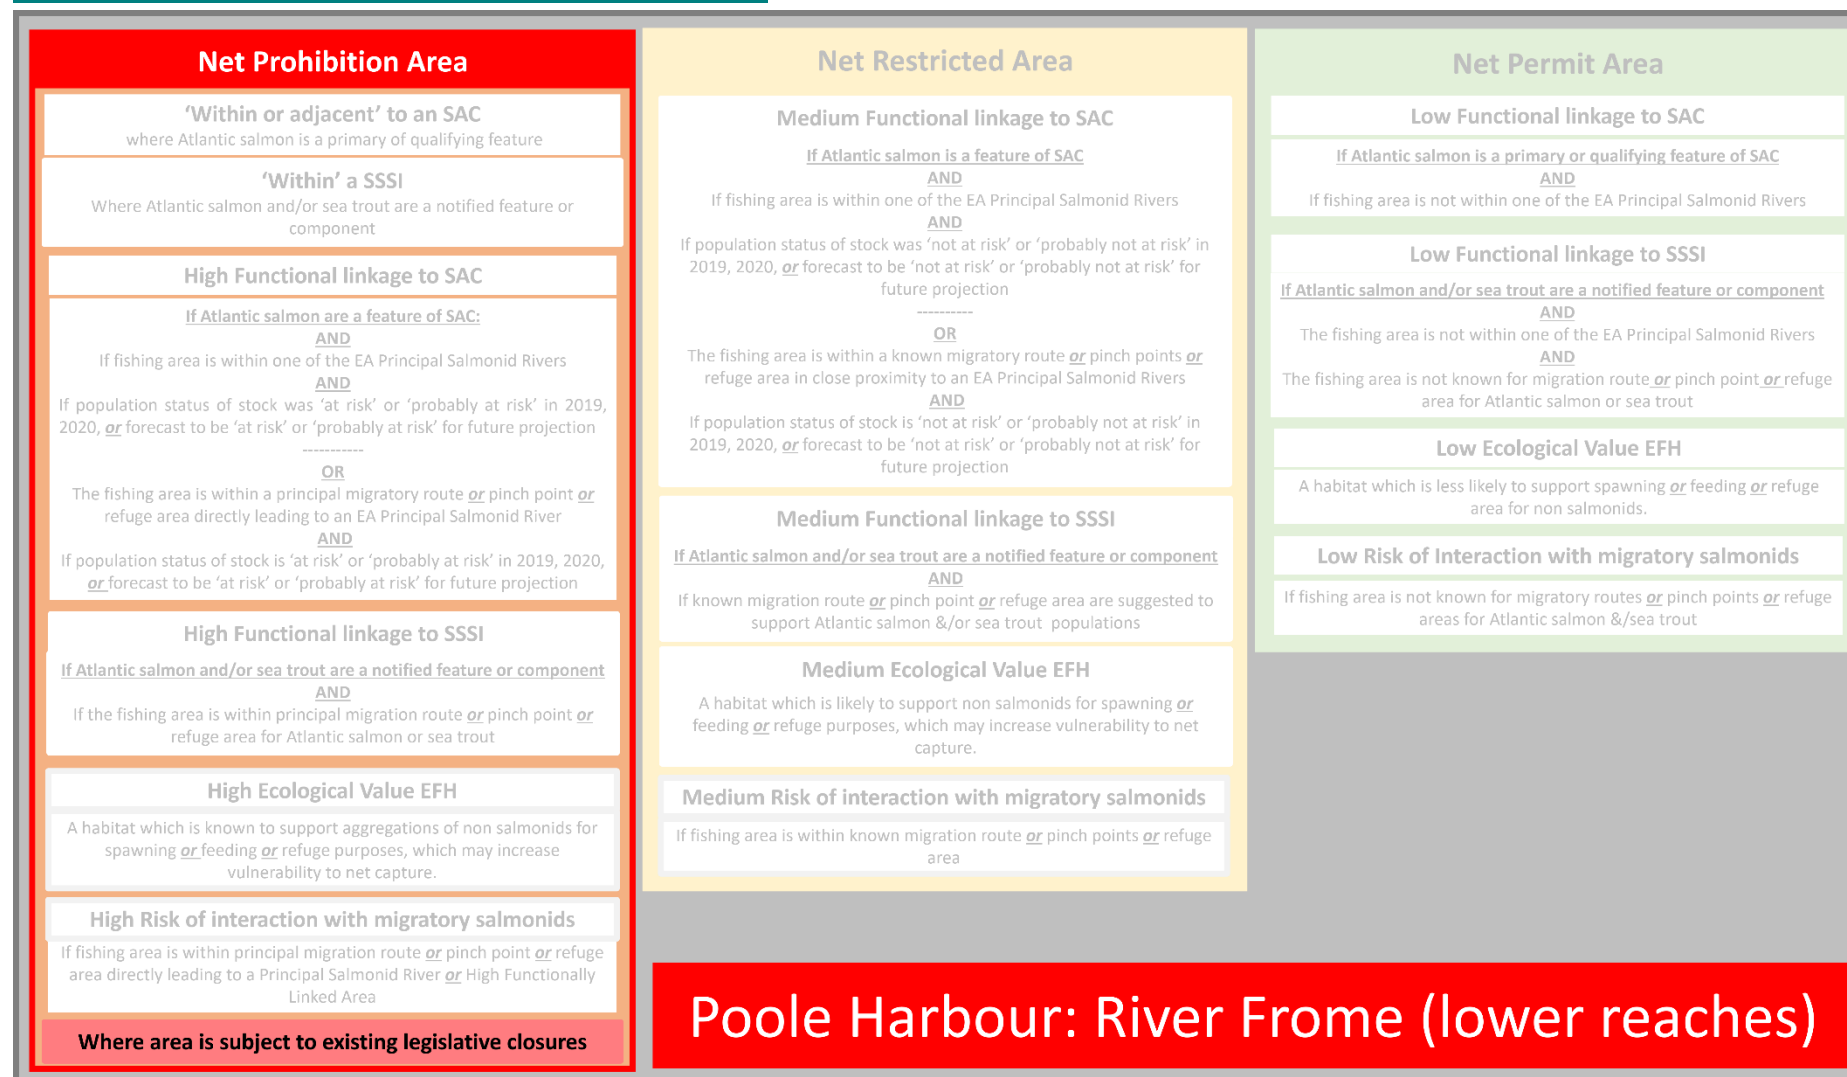 Net Prohibition Area
'Within or adjacent' to an SAC
where Atlantic salmon is a primary of qualifying feature
'Within' a SSSI
Where Atlantic salmon and/or sea trout are a notified feature or
component
High Functional linkage to SAC
If Atlantic salmon are a feature of SAC:
AND
If fishing area is within one of the EA Principal Salmonid Rivers
AND
If population status of stock was 'at risk' or 'probably at risk' in 2019,
2020, or forecast to be 'at risk' or 'probably at risk' for future projection
-----------
OR
The fishing area is within a principal migratory route or pinch point or
refuge area directly leading to an EA Principal Salmonid River
AND
If population status of stock is 'at risk' or 'probably at risk' in 2019, 2020,
or forecast to be 'at risk' or 'probably at risk' for future projection
High Functional linkage to SSSI
If Atlantic salmon and/or sea trout are a notified feature or component
AND
If the fishing area is within principal migration route or pinch point or
refuge area for Atlantic salmon or sea trout
High Ecological Value EFH
A habitat which is known to support aggregations of non salmonids for
spawning or feeding or refuge purposes, which may increase
vulnerability to net capture.
High Risk of interaction with migratory salmonids
If fishing area is within principal migration route or pinch point or refuge
area directly leading to a Principal Salmonid River or High Functionally
Linked Area
Where area is subject to existing legislative closures
Net Restricted Area
Medium Functional linkage to SAC
If Atlantic salmon is a feature of SAC
AND
If fishing area is within one of the EA Principal Salmonid Rivers
AND
If population status of stock was 'not at risk' or 'probably not at risk' in
2019, 2020, or forecast to be 'not at risk' or 'probably not at risk' for
future projection
----------
OR
The fishing area is within a known migratory route or pinch points or
refuge area in close proximity to an EA Principal Salmonid Rivers
AND
If population status of stock is 'not at risk' or 'probably not at risk' in
2019, 2020, or forecast to be 'not at risk' or 'probably not at risk' for
future projection
Medium Functional linkage to SSSI
If Atlantic salmon and/or sea trout are a notified feature or component
AND
If known migration route or pinch point or refuge area are suggested to
support Atlantic salmon &/or sea trout populations
Medium Ecological Value EFH
A habitat which is likely to support non salmonids for spawning or
feeding or refuge purposes, which may increase vulnerability to net
capture.
Medium Risk of interaction with migratory salmonids
If fishing area is within known migration route or pinch points or refuge
area
Net Permit Area
Low Functional linkage to SAC
If Atlantic salmon is a primary or qualifying feature of SAC
AND
If fishing area is not within one of the EA Principal Salmonid Rivers
Low Functional linkage to SSSI
If Atlantic salmon and/or sea trout are a notified feature or component
AND
The fishing area is not within one of the EA Principal Salmonid Rivers
AND
The fishing area is not known for migration route or pinch point or refuge
area for Atlantic salmon or sea trout
Low Ecological Value EFH
A habitat which is less likely to support spawning or feeding or refuge
area for non salmonids.
Low Risk of Interaction with migratory salmonids
If fishing area is not known for migratory routes or pinch points or refuge
areas for Atlantic salmon &/sea trout
Poole Harbour: River Frome (lower reaches)